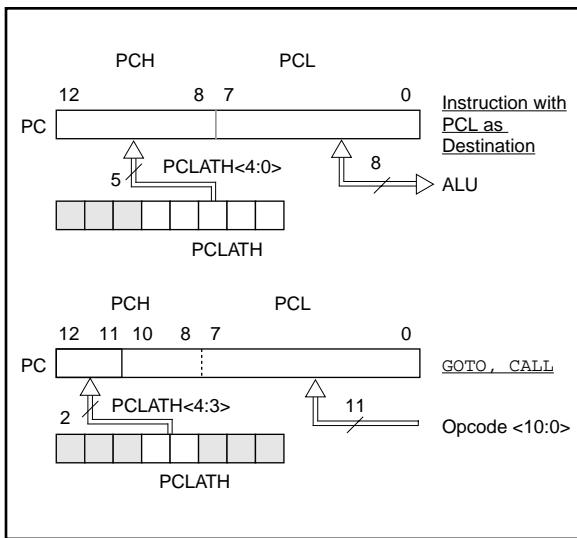 PCH PCL
12 8 7 0
PC
Instruction with
PCL as
Destination
5 PCLATH<4:0>
8
ALU
PCLATH
PCH PCL
12 11 10 8 7 0
PC
GOTO, CALL
2 PCLATH<4:3>
11
Opcode <10:0>
PCLATH